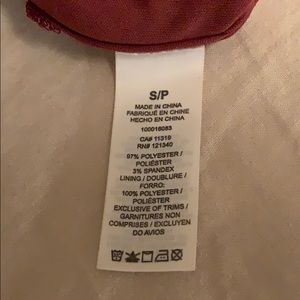 S/P
MADE IN CHINA
FABRIQUÉ EN CHINE
HECHO EN CHINA
100016083
CA# 11319
RN# 121340
97% POLYESTER /
POLIÉSTER
3% SPANDEX
LINING / DOUBLURE /
FORRO:
100% POLYESTER /
POLIÉSTER
EXCLUSIVE OF TRIMS /
GARNITURES NON
COMPRISES / EXCLUYEN
DO AVIOS